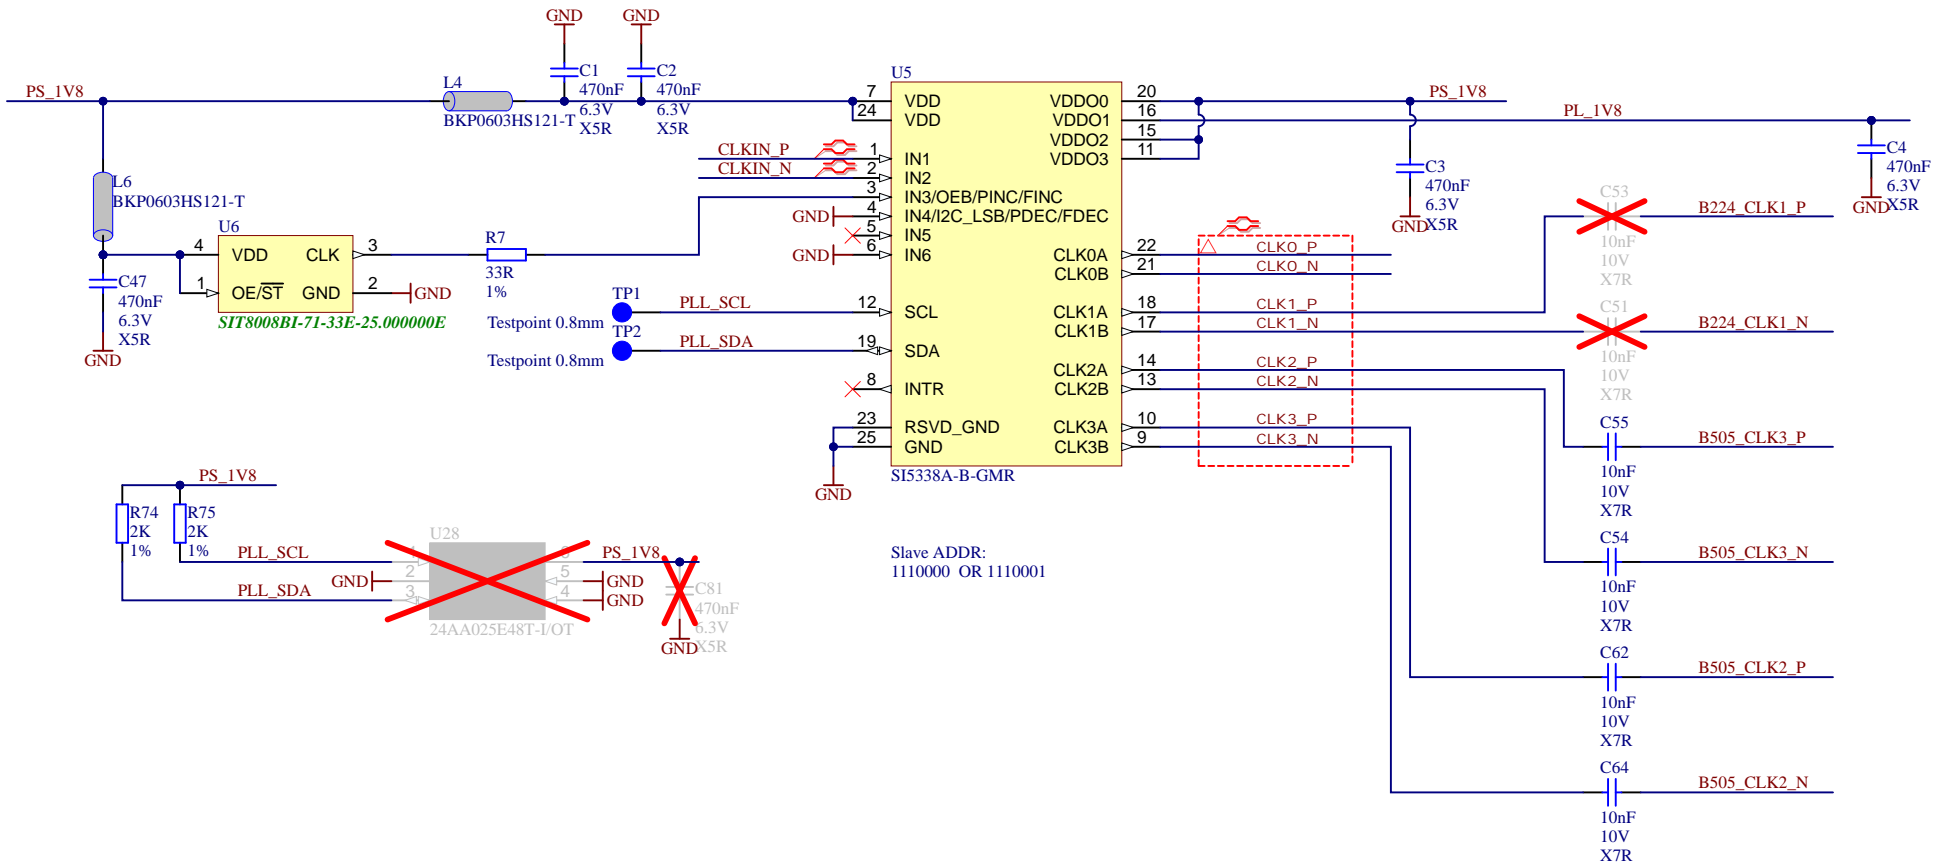 GND
GND
C1
470nF
6.3V
X5R
C2
470nF
6.3V
X5R
PS_1V8
L4
BKP0603HS121-T
L6
BKP0603HS121-T
C47
470nF
6.3V
X5R
GND
U6
4
VDD
CLK
3
1
OE/ST
GND
2
GND
SIT8008BI-71-33E-25.000000E
R7
33R
1%
TP1
Testpoint 0.8mm
PLL_SCL
TP2
Testpoint 0.8mm
PLL_SDA
CLKIN_P
CLKIN_N
GND
GND
GND
U5
7
VDD
24
VDD
1
IN1
2
IN2
3
IN3/OEB/PINC/FINC
4
IN4/I2C_LSB/PDEC/FDEC
5
IN5
6
IN6
12
SCL
19
SDA
8
INTR
23
RSVD_GND
25
GND
VDDO0
20
VDDO1
16
VDDO2
15
VDDO3
11
CLK0A
22
CLK0B
21
CLK1A
18
CLK1B
17
CLK2A
14
CLK2B
13
CLK3A
10
CLK3B
9
SI5338A-B-GMR
Slave ADDR:
1110000 OR 1110001
CLK0_P
CLK0_N
CLK1_P
CLK1_N
CLK2_P
CLK2_N
CLK3_P
CLK3_N
PS_1V8
PL_1V8
C3
470nF
6.3V
X5R
GND
C4
470nF
6.3V
X5R
GND
C53
10nF
10V
X7R
B224_CLK1_P
C51
10nF
10V
X7R
B224_CLK1_N
C55
10nF
10V
X7R
B505_CLK3_P
C54
10nF
10V
X7R
B505_CLK3_N
C62
10nF
10V
X7R
B505_CLK2_P
C64
10nF
10V
X7R
B505_CLK2_N
PS_1V8
R74
2K
1%
R75
2K
1%
PLL_SCL
GND
PLL_SDA
U28
2
3
5
4
24AA025E48T-I/OT
PS_1V8
GND
GND
C81
470nF
6.3V
X5R
GND